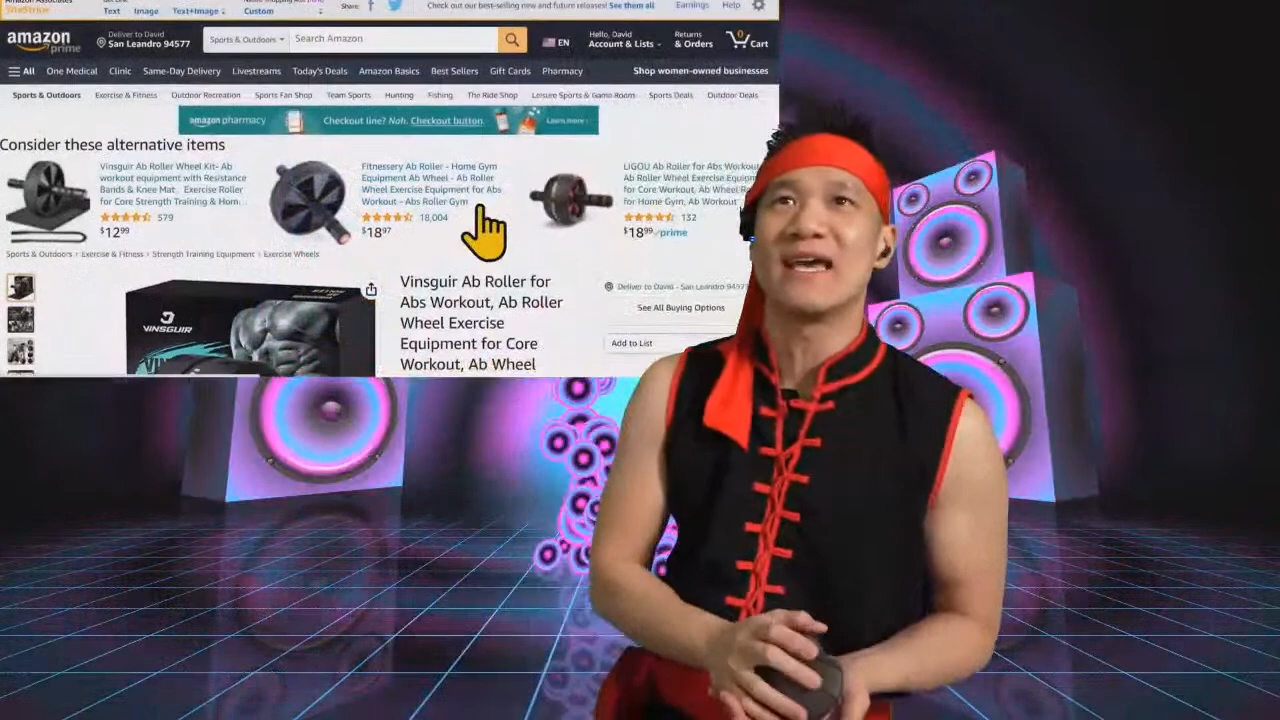 Amazon Associates
SiteStripe
Text Image Text+Image Custom
Share:
Check out our best-selling new and future releases! See them all
Earnings Help
amazon prime
Deliver to David
San Leandro 94577
Sports & Outdoors
Search Amazon
EN
Hello, David
Account & Lists
Returns
& Orders
0
Cart
All One Medical Clinic Same-Day Delivery Livestreams Today's Deals Amazon Basics Best Sellers Gift Cards Pharmacy
Shop women-owned businesses
Sports & Outdoors Exercise & Fitness Outdoor Recreation Sports Fan Shop Team Sports Hunting Fishing The Ride Shop Leisure Sports & Game Room Sports Deals Outdoor Deals
amazon pharmacy
Checkout line? Nah. Checkout button.
Learn more
Consider these alternative items
Vinsguir Ab Roller Wheel Kit- Ab
workout equipment with Resistance
Bands & Knee Mat Exercise Roller
for Core Strength Training & Hom...
579
$1299
Fitnessery Ab Roller - Home Gym
Equipment Ab Wheel - Ab Roller
Wheel Exercise Equipment for Abs
Workout - Abs Roller Gym
18,004
$1897
LIGOU Ab Roller for Abs Workout
Roller Wheel Exercise Equipment
for Core Workout, Ab Wheel
for Home Gym, Ab Workout
132
$1899 prime
Sports & Outdoors › Exercise & Fitness › Strength Training Equipment › Exercise Wheels
VINSGUIR
Vinsguir Ab Roller for
Abs Workout, Ab Roller
Wheel Exercise
Equipment for Core
Workout, Ab Wheel
Deliver to David - San Leandro 94577
See All Buying Options
Add to List